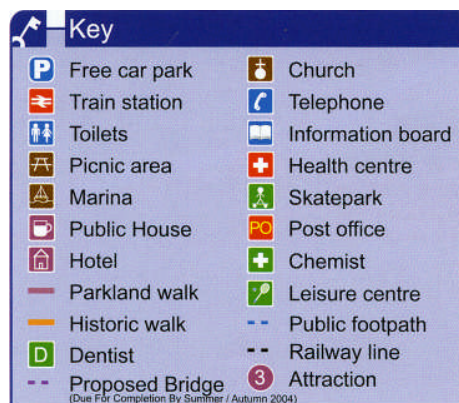 Key
P Free car park
Train station
Toilets
Picnic area
Marina
Public House
Hotel
Parkland walk
Historic walk
D Dentist
Proposed Bridge
(Due For Completion By Summer / Autumn 2004)
Church
Telephone
Information board
Health centre
Skatepark
PO Post office
Chemist
Leisure centre
Public footpath
Railway line
3 Attraction